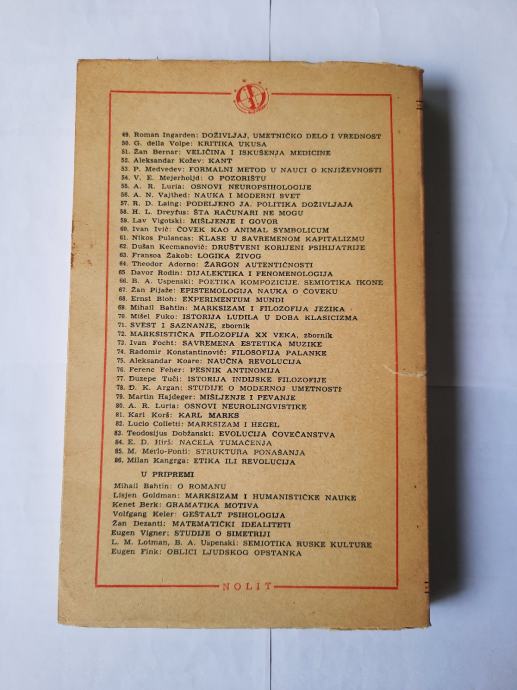 49. Roman Ingarden: DOŽIVLJAJ, UMETNIČKO DELO I VREDNOST
50. G. della Volpe: KRITIKA UKUSA
51. Žan Bernar: VELIČINA I ISKUŠENJA MEDICINE
52. Aleksandar Kožev: KANT
53. P. Medvedev: FORMALNI METOD U NAUCI O KNJIŽEVNOSTI
54. V. E. Mejerholjd: O POZORIŠTU
55. A. R. Luria: OSNOVI NEUROPSIHOLOGIJE
56. A. N. Vajthed: NAUKA I MODERNI SVET
57. R. D. Laing: PODELJENO JA. POLITIKA DOŽIVLJAJA
58. H. L. Dreyfus: ŠTA RAČUNARI NE MOGU
59. Lav Vigotski: MIŠLJENJE I GOVOR
60. Ivan Ivić: ČOVEK KAO ANIMAL SYMBOLICUM
61. Nikos Pulancas: KLASE U SAVREMENOM KAPITALIZMU
62. Dušan Kecmanović: DRUŠTVENI KORIJENI PSIHIJATRIJE
63. Fransoa Žakob: LOGIKA ŽIVOG
64. Theodor Adorno: ŽARGON AUTENTIČNOSTI
65. Davor Rodin: DIJALEKTIKA I FENOMENOLOGIJA
66. B. A. Uspenski: POETIKA KOMPOZICIJE. SEMIOTIKA IKONE
67. Žan Pijaže: EPISTEMOLOGIJA NAUKA O ČOVEKU
68. Ernst Bloh: EXPERIMENTUM MUNDI
69. Mihail Bahtin: MARKSIZAM I FILOZOFIJA JEZIKA
70. Mišel Fuko: ISTORIJA LUDILA U DOBA KLASICIZMA
71. SVEST I SAZNANJE, zbornik
72. MARKSISTIČKA FILOZOFIJA XX VEKA, zbornik
73. Ivan Focht: SAVREMENA ESTETIKA MUZIKE
74. Radomir Konstantinović: FILOSOFIJA PALANKE
75. Aleksandar Koare: NAUČNA REVOLUCIJA
76. Ferenc Feher: PESNIK ANTINOMIJA
77. Đuzepe Tuči: ISTORIJA INDIJSKE FILOZOFIJE
78. Đ. K. Argan: STUDIJE O MODERNOJ UMETNOSTI
79. Martin Hajdeger: MIŠLJENJE I PEVANJE
80. A. R. Luria: OSNOVI NEUROLINGVISTIKE
81. Karl Korš: KARL MARKS
82. Lucio Colletti: MARKSIZAM I HEGEL
83. Teodosijus Dobžanski: EVOLUCIJA ČOVEČANSTVA
84. E. D. Hirš: NAČELA TUMAČENJA
85. M. Merlo-Ponti: STRUKTURA PONAŠANJA
86. Milan Kangrga: ETIKA ILI REVOLUCIJA
U PRIPREMI
Mihail Bahtin: O ROMANU
Lisjen Goldman: MARKSIZAM I HUMANISTIČKE NAUKE
Kenet Berk: GRAMATIKA MOTIVA
Volfgang Keler: GEŠTALT PSIHOLOGIJA
Žan Dezanti: MATEMATIČKI IDEALITETI
Eugen Vigner: STUDIJE O SIMETRIJI
L. M. Lotman, B. A. Uspenski: SEMIOTIKA RUSKE KULTURE
Eugen Fink: OBLICI LJUDSKOG OPSTANKA
NOLIT